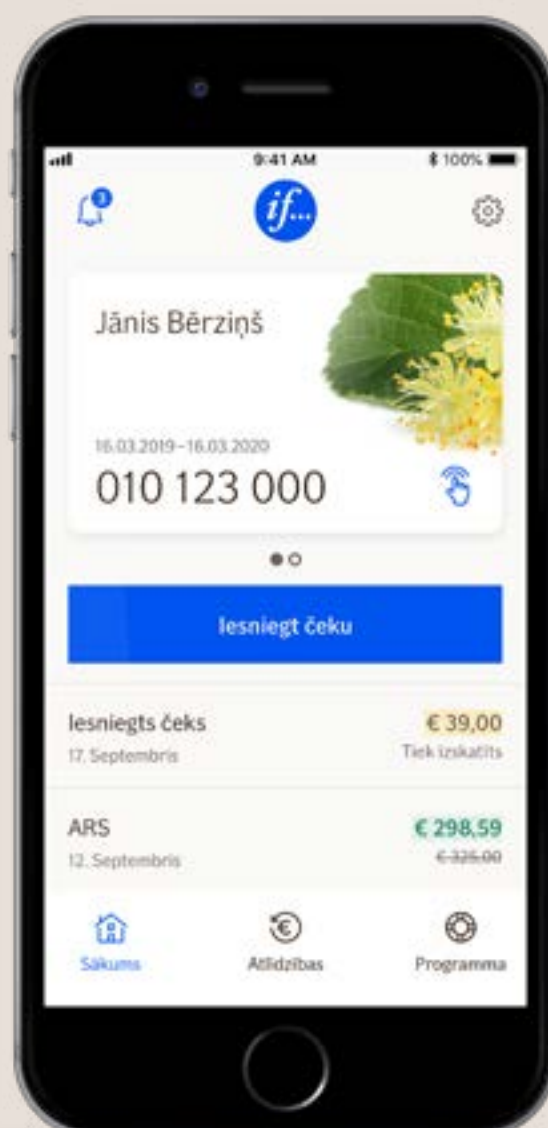 9:41 AM
100%
3
if...
Jānis Bērziņš
16.03.2019–16.03.2020
010 123 000
Iesniegt čeku
Iesniegts čeks
€ 39,00
17. Septembris
Tiek izskatīts
ARS
€ 298,59
12. Septembris
€ 325,00
Sākums
Atlīdzības
Programma